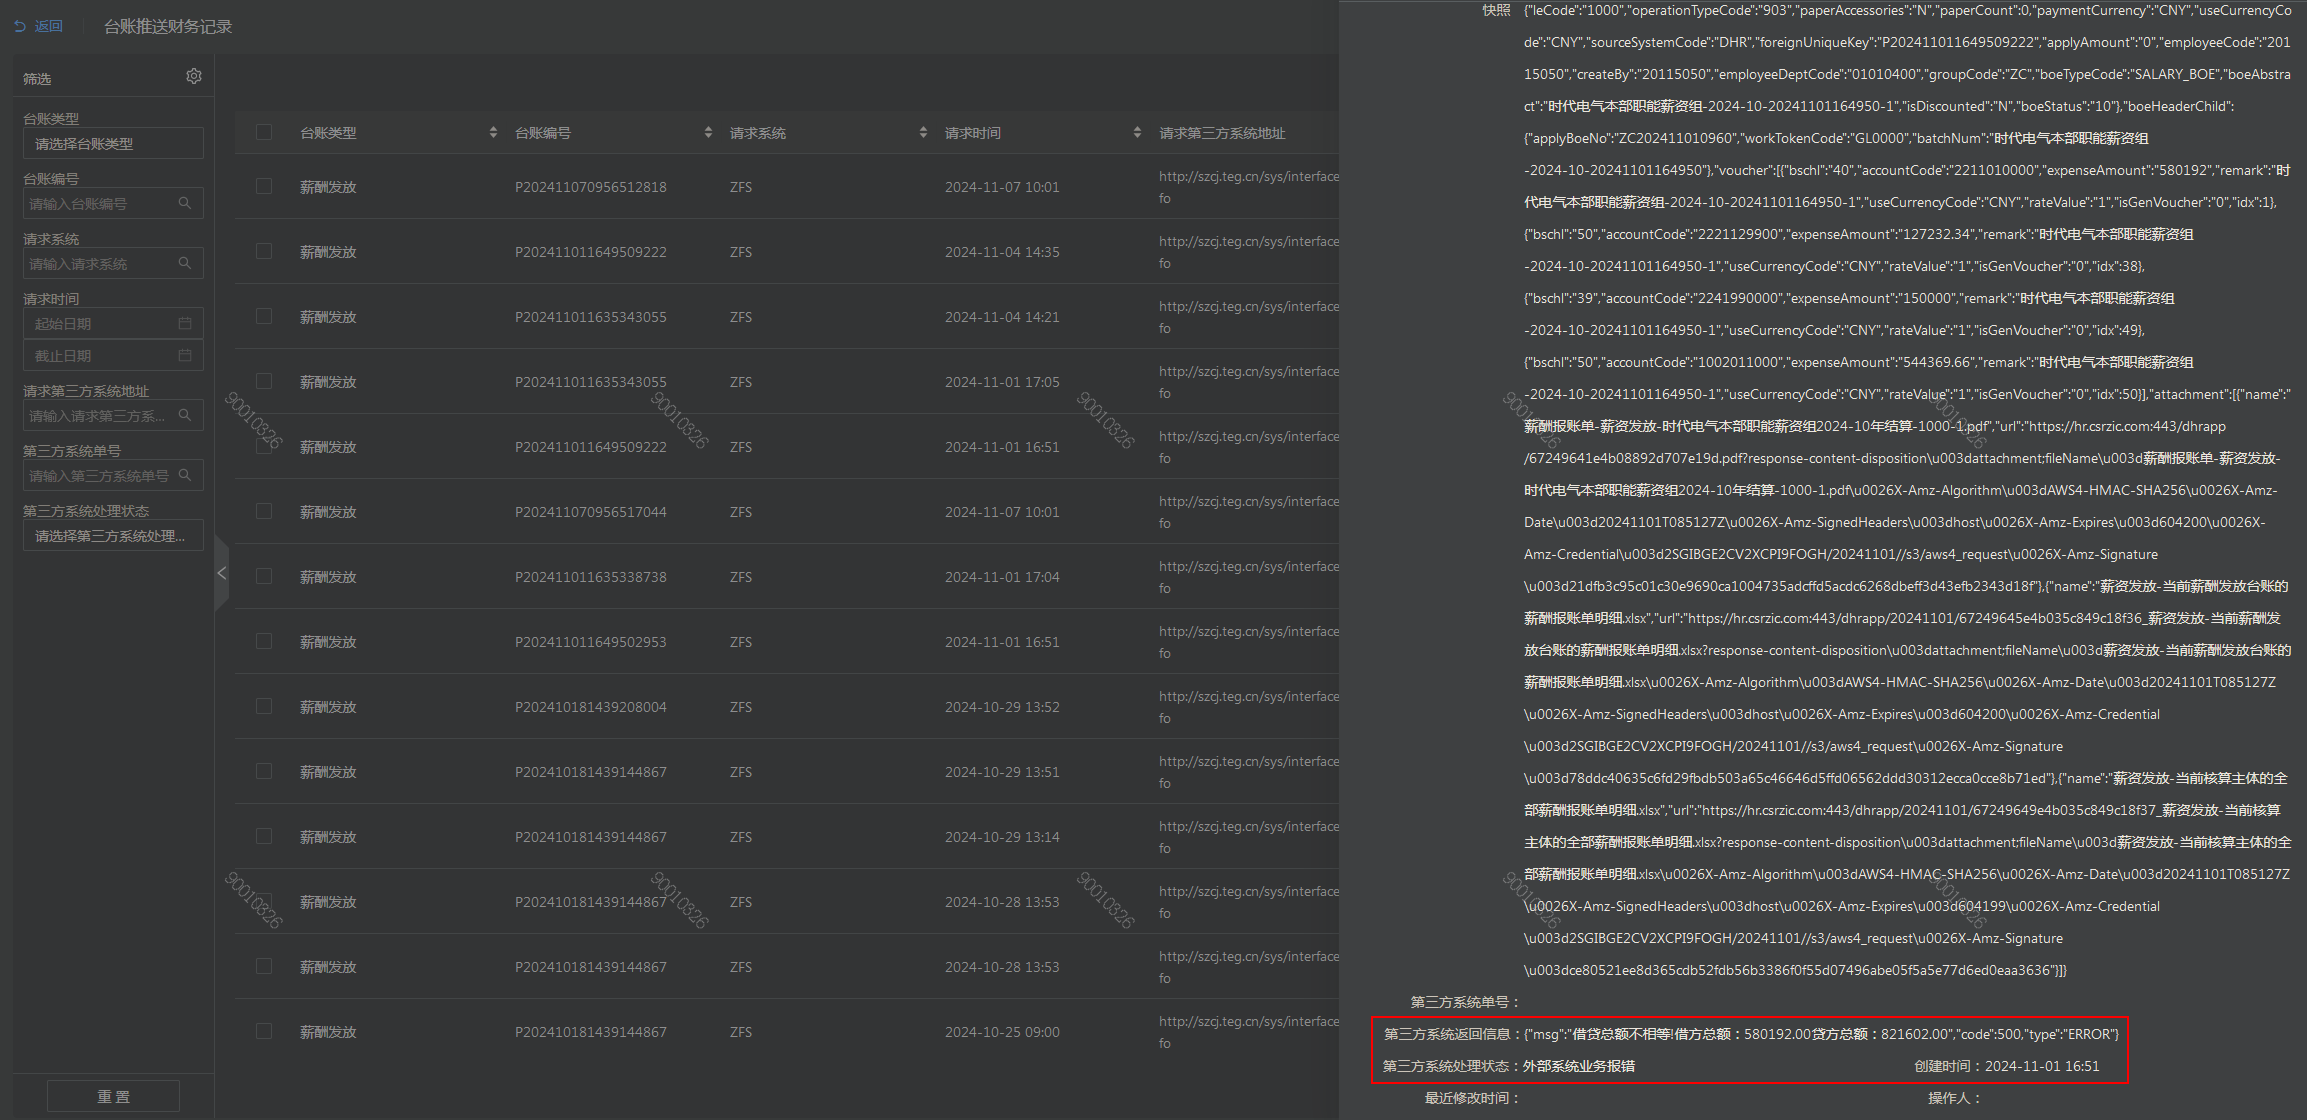 返回
台账推送财务记录
筛选
台账类型
请选择台账类型
台账编号
请输入台账编号
请求系统
请输入请求系统
请求时间
起始日期
截止日期
请求第三方系统地址
请输入请求第三方系...
第三方系统单号
请输入第三方系统单号
第三方系统处理状态
请选择第三方系统处理...
重 置
台账类型 台账编号 请求系统 请求时间 请求第三方系统地址
薪酬发放 P202411070956512818 ZFS 2024-11-07 10:01 http://szcj.teg.cn/sys/interface
fo
薪酬发放 P202411011649509222 ZFS 2024-11-04 14:35 http://szcj.teg.cn/sys/interface
fo
薪酬发放 P202411011635343055 ZFS 2024-11-04 14:21 http://szcj.teg.cn/sys/interface
fo
薪酬发放 P202411011635343055 ZFS 2024-11-01 17:05 http://szcj.teg.cn/sys/interface
fo
薪酬发放 P202411011649509222 ZFS 2024-11-01 16:51 http://szcj.teg.cn/sys/interface
fo
薪酬发放 P202411070956517044 ZFS 2024-11-07 10:01 http://szcj.teg.cn/sys/interface
fo
薪酬发放 P202411011635338738 ZFS 2024-11-01 17:04 http://szcj.teg.cn/sys/interface
fo
薪酬发放 P202411011649502953 ZFS 2024-11-01 16:51 http://szcj.teg.cn/sys/interface
fo
薪酬发放 P202410181439208004 ZFS 2024-10-29 13:52 http://szcj.teg.cn/sys/interface
fo
薪酬发放 P202410181439144867 ZFS 2024-10-29 13:51 http://szcj.teg.cn/sys/interface
fo
薪酬发放 P202410181439144867 ZFS 2024-10-29 13:14 http://szcj.teg.cn/sys/interface
fo
薪酬发放 P202410181439144867 ZFS 2024-10-28 13:53 http://szcj.teg.cn/sys/interface
fo
薪酬发放 P202410181439144867 ZFS 2024-10-28 13:53 http://szcj.teg.cn/sys/interface
fo
薪酬发放 P202410181439144867 ZFS 2024-10-25 09:00 http://szcj.teg.cn/sys/interface
fo
快照 {"leCode":"1000","operationTypeCode":"903","paperAccessories":"N","paperCount":0,"paymentCurrency":"CNY","useCurrencyCo
de":"CNY","sourceSystemCode":"DHR","foreignUniqueKey":"P202411011649509222","applyAmount":"0","employeeCode":"201
15050","createBy":"20115050","employeeDeptCode":"01010400","groupCode":"ZC","boeTypeCode":"SALARY_BOE","boeAbstra
ct":"时代电气本部职能薪资组-2024-10-20241101164950-1","isDiscounted":"N","boeStatus":"10"},"boeHeaderChild":
{"applyBoeNo":"ZC202411010960","workTokenCode":"GL0000","batchNum":"时代电气本部职能薪资组
-2024-10-20241101164950"},"voucher":[{"bschl":"40","accountCode":"2211010000","expenseAmount":"580192","remark":"时
代电气本部职能薪资组-2024-10-20241101164950-1","useCurrencyCode":"CNY","rateValue":"1","isGenVoucher":"0","idx":1},
{"bschl":"50","accountCode":"2221129900","expenseAmount":"127232.34","remark":"时代电气本部职能薪资组
-2024-10-20241101164950-1","useCurrencyCode":"CNY","rateValue":"1","isGenVoucher":"0","idx":38},
{"bschl":"39","accountCode":"2241990000","expenseAmount":"150000","remark":"时代电气本部职能薪资组
-2024-10-20241101164950-1","useCurrencyCode":"CNY","rateValue":"1","isGenVoucher":"0","idx":49},
{"bschl":"50","accountCode":"1002011000","expenseAmount":"544369.66","remark":"时代电气本部职能薪资组
-2024-10-20241101164950-1","useCurrencyCode":"CNY","rateValue":"1","isGenVoucher":"0","idx":50}],"attachment":[{"name":"
薪酬报账单-薪资发放-时代电气本部职能薪资组2024-10年结算-1000-1.pdf","url":"https://hr.csrzic.com:443/dhrapp
/67249641e4b08892d707e19d.pdf?response-content-disposition\u003dattachment;fileName\u003d薪酬报账单-薪资发放-
时代电气本部职能薪资组2024-10年结算-1000-1.pdf\u0026X-Amz-Algorithm\u003dAWS4-HMAC-SHA256\u0026X-Amz-
Date\u003d20241101T085127Z\u0026X-Amz-SignedHeaders\u003dhost\u0026X-Amz-Expires\u003d604200\u0026X-
Amz-Credential\u003d2SGIBGE2CV2XCPI9FOGH/20241101//s3/aws4_request\u0026X-Amz-Signature
\u003d21dfb3c95c01c30e9690ca1004735adcffd5acdc6268dbeff3d43efb2343d18f"},{"name":"薪资发放-当前薪酬发放台账的
薪酬报账单明细.xlsx","url":"https://hr.csrzic.com:443/dhrapp/20241101/67249645e4b035c849c18f36_薪资发放-当前薪酬发
放台账的薪酬报账单明细.xlsx?response-content-disposition\u003dattachment;fileName\u003d薪资发放-当前薪酬发放台账的
薪酬报账单明细.xlsx\u0026X-Amz-Algorithm\u003dAWS4-HMAC-SHA256\u0026X-Amz-Date\u003d20241101T085127Z
\u0026X-Amz-SignedHeaders\u003dhost\u0026X-Amz-Expires\u003d604200\u0026X-Amz-Credential
\u003d2SGIBGE2CV2XCPI9FOGH/20241101//s3/aws4_request\u0026X-Amz-Signature
\u003d78ddc40635c6fd29fbdb503a65c46646d5ffd06562ddd30312ecca0cce8b71ed"},{"name":"薪资发放-当前核算主体的全
部薪酬报账单明细.xlsx","url":"https://hr.csrzic.com:443/dhrapp/20241101/67249649e4b035c849c18f37_薪资发放-当前核算
主体的全部薪酬报账单明细.xlsx?response-content-disposition\u003dattachment;fileName\u003d薪资发放-当前核算主体的全
部薪酬报账单明细.xlsx\u0026X-Amz-Algorithm\u003dAWS4-HMAC-SHA256\u0026X-Amz-Date\u003d20241101T085127Z
\u0026X-Amz-SignedHeaders\u003dhost\u0026X-Amz-Expires\u003d604199\u0026X-Amz-Credential
\u003d2SGIBGE2CV2XCPI9FOGH/20241101//s3/aws4_request\u0026X-Amz-Signature
\u003dce80521ee8d365cdb52fdb56b3386f0f55d07496abe05f5a5e77d6ed0eaa3636"}]}
第三方系统单号：
第三方系统返回信息：{"msg":"借贷总额不相等!借方总额：580192.00贷方总额：821602.00","code":500,"type":"ERROR"}
第三方系统处理状态：外部系统业务报错 创建时间：2024-11-01 16:51
最近修改时间： 操作人：
90010326
90010326
90010326
90010326
90010326
90010326
90010326
90010326
90010326
90010326